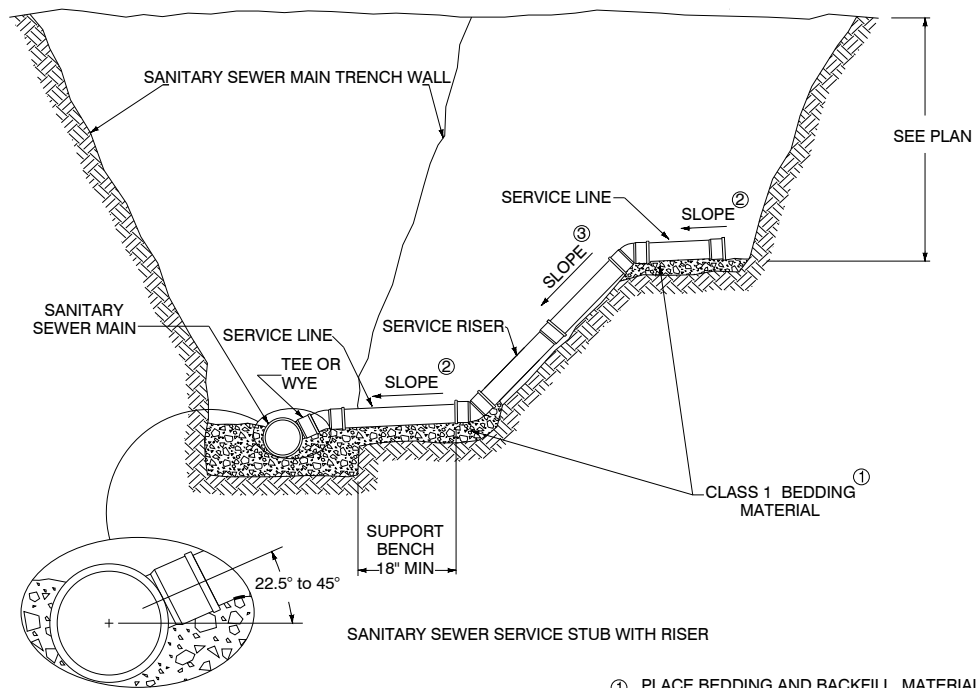 SANITARY SEWER MAIN TRENCH WALL
SEE PLAN
SERVICE LINE
SLOPE ②
SLOPE ③
SANITARY
SEWER MAIN
SERVICE LINE
SERVICE RISER
TEE OR
WYE
SLOPE ②
CLASS 1 BEDDING ①
MATERIAL
SUPPORT
BENCH
18" MIN
22.5° to 45°
SANITARY SEWER SERVICE STUB WITH RISER
① PLACE BEDDING AND BACKFILL MATERIAL